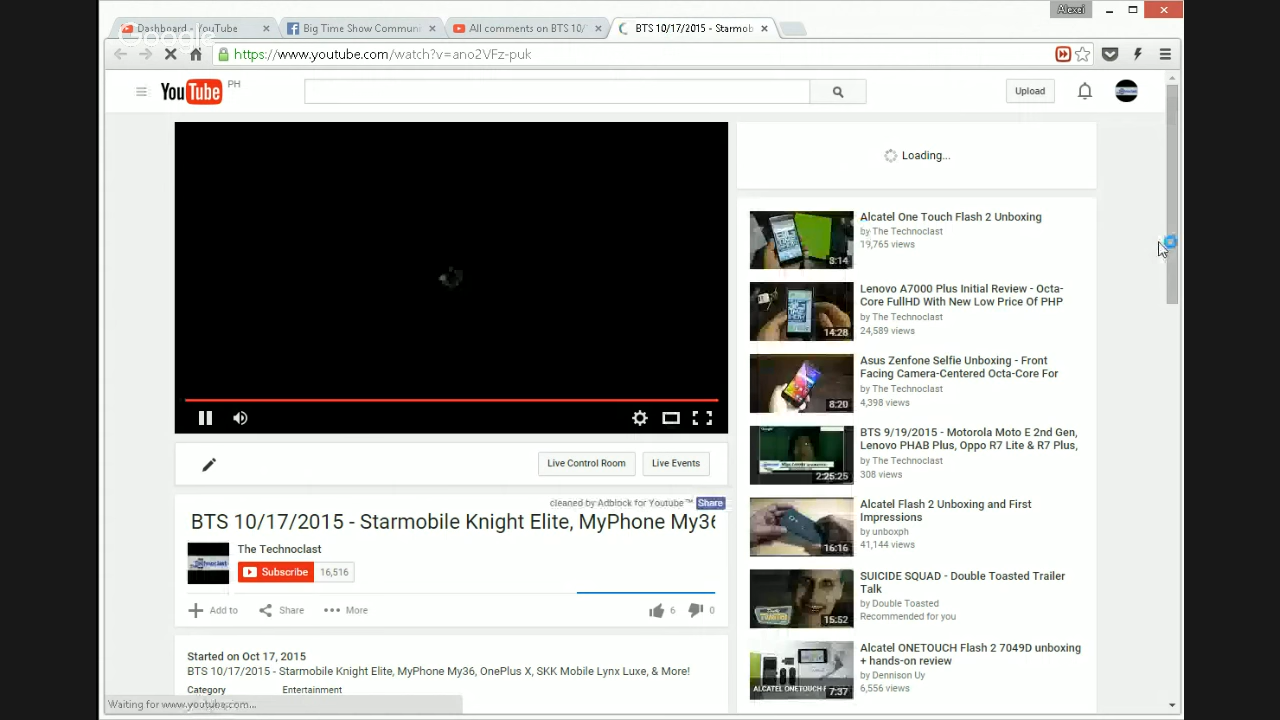 Alexei
Google
Dashboard - YouTube
Big Time Show Commun
All comments on BTS 10/
BTS 10/17/2015 - Starmob
https://www.youtube.com/watch?v=ano2VFz-puk
YouTube PH
Upload
Loading...
Alcatel One Touch Flash 2 Unboxing
by The Technoclast
19,765 views
8:14
Lenovo A7000 Plus Initial Review - Octa-
Core FullHD With New Low Price Of PHP
by The Technoclast
24,589 views
14:28
Asus Zenfone Selfie Unboxing - Front
Facing Camera-Centered Octa-Core For
by The Technoclast
4,398 views
8:20
BTS 9/19/2015 - Motorola Moto E 2nd Gen,
Lenovo PHAB Plus, Oppo R7 Lite & R7 Plus,
by The Technoclast
308 views
2:25:25
Alcatel Flash 2 Unboxing and First
Impressions
by unboxph
41,144 views
16:16
SUICIDE SQUAD - Double Toasted Trailer
Talk
by Double Toasted
Recommended for you
15:52
Alcatel ONETOUCH Flash 2 7049D unboxing
+ hands-on review
by Dennison Uy
6,556 views
7:37
Live Control Room
Live Events
cleaned by Adblock for Youtube™ Share
BTS 10/17/2015 - Starmobile Knight Elite, MyPhone My36
The Technoclast
Subscribe 16,516
Add to Share More 6 0
Started on Oct 17, 2015
BTS 10/17/2015 - Starmobile Knight Elite, MyPhone My36, OnePlus X, SKK Mobile Lynx Luxe, & More!
Category Entertainment
Waiting for www.youtube.com...